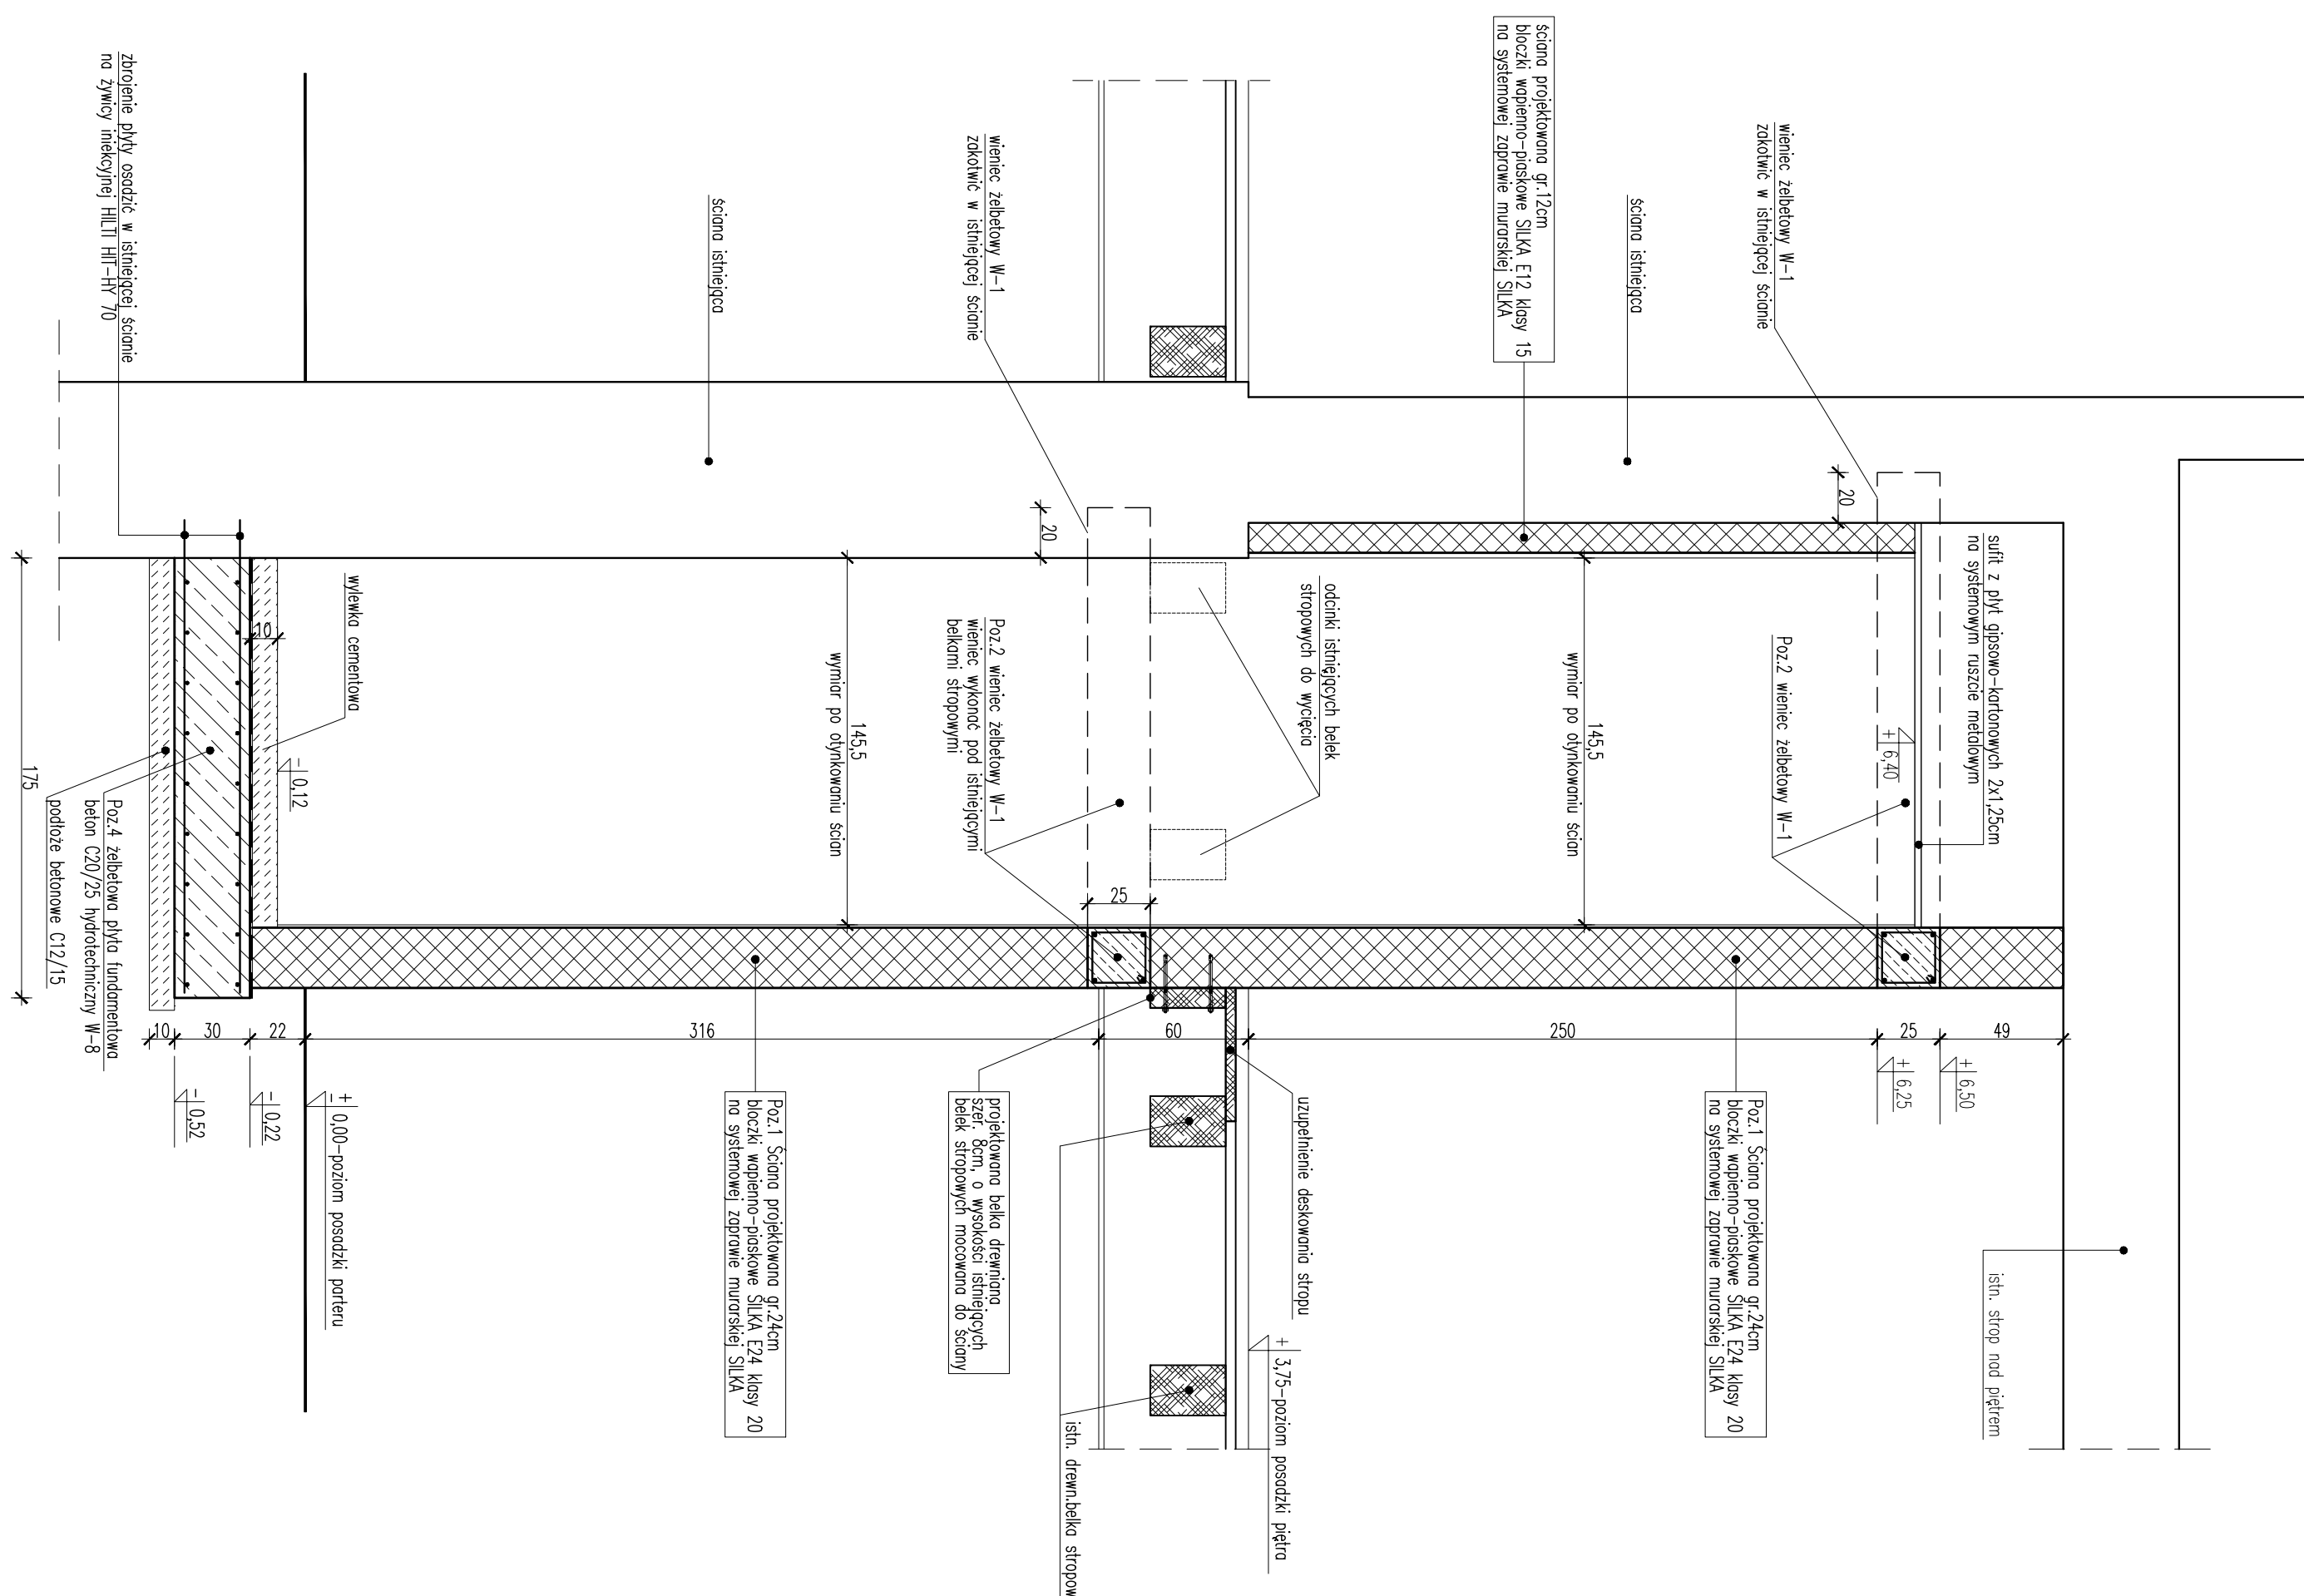 ściana projektowana gr.12cm
bloczki wapienno-piaskowe SILKA E12 klasy 15
na systemowej zaprawie murarskiej SILKA
wieniec żelbetowy W-1
zakotwić w istniejącej ścianie
ściana istniejąca
20
sufit z płyt gipsowo-kartonowych 2x1,25cm
na systemowym ruszcie metalowym
+ 6,40
Poz.2 wieniec żelbetowy W-1
145,5
wymiar po otynkowaniu ścian
odcinki istniejących belek
stropowych do wycięcia
wieniec żelbetowy W-1
zakotwić w istniejącej ścianie
20
Poz.2 wieniec żelbetowy W-1
wieniec wykonać pod istniejącymi
belkami stropowymi
25
ściana istniejąca
145,5
wymiar po otynkowaniu ścian
zbrojenie płyty osadzić w istniejącej ścianie
na żywicy iniekcyjnej HILTI HIT-HY 70
wylewka cementowa
10
- 0,12
175
Poz.4 żelbetowa płyta fundamentowa
beton C20/25 hydrotechniczny W-8
podłoże betonowe C12/15
10
30
22
316
60
250
25
49
+ 6,50
+ 6,25
istn. strop nad piętrem
Poz.1 Ściana projektowana gr.24cm
bloczki wapienno-piaskowe SILKA E24 klasy 20
na systemowej zaprawie murarskiej SILKA
uzupełnienie deskowania stropu
+ 3,75-poziom posadzki piętra
istn. drewn.belka stropow
projektowana belka drewniana
szer. 8cm, o wysokości istniejących
belek stropowych mocowana do ściany
Poz.1 Ściana projektowana gr.24cm
bloczki wapienno-piaskowe SILKA E24 klasy 20
na systemowej zaprawie murarskiej SILKA
± 0,00-poziom posadzki parteru
- 0,22
- 0,52